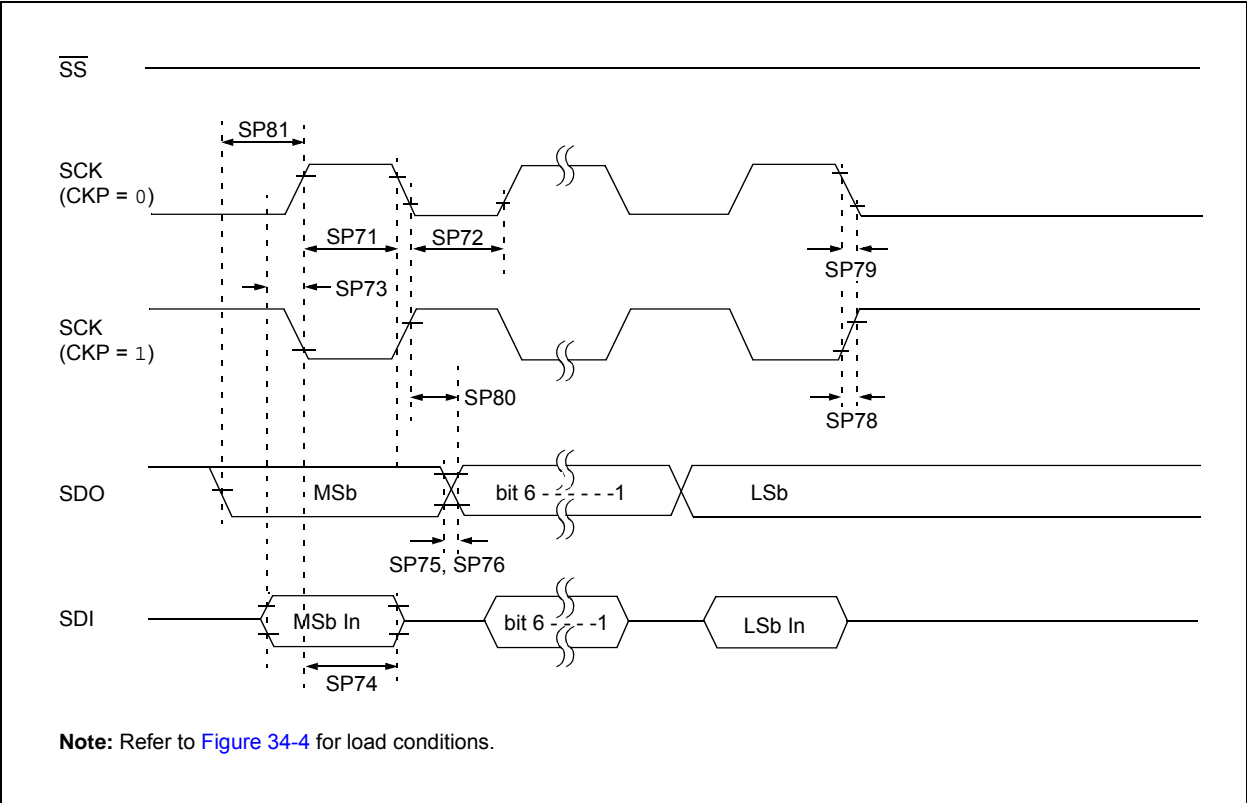 SS
SP81
SCK
(CKP = 0)
SP71
SP72
SP79
SP73
SCK
(CKP = 1)
SP80
SP78
SDO
MSb
bit 6 - - - - - -1
LSb
SP75, SP76
SDI
MSb In
bit 6 - - - -1
LSb In
SP74
Note: Refer to Figure 34-4 for load conditions.